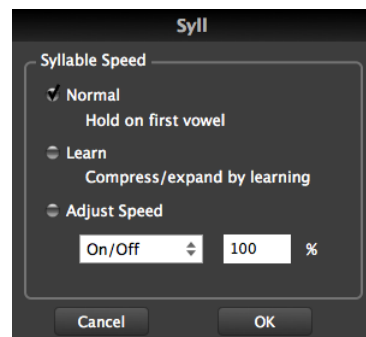 Syll
Syllable Speed
Normal
Hold on first vowel
Learn
Compress/expand by learning
Adjust Speed
On/Off 100 %
Cancel OK